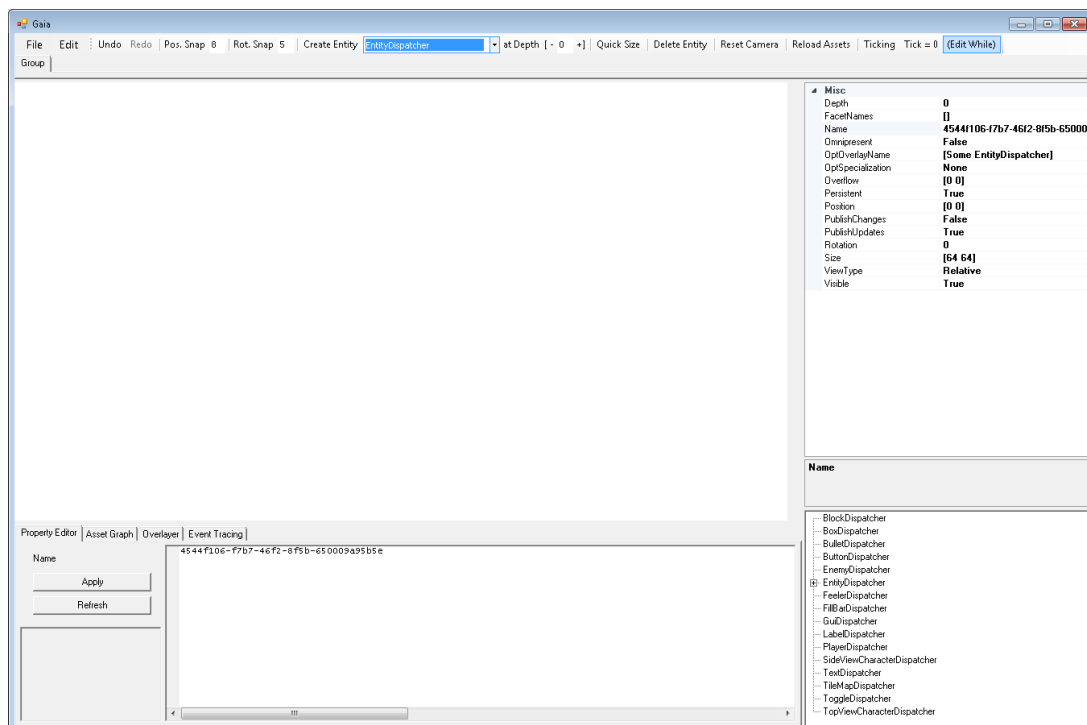 Gaia
File Edit Undo Redo Pos. Snap 8 Rot. Snap 5 Create Entity EntityDispatcher at Depth [ - 0 +] Quick Size Delete Entity Reset Camera Reload Assets Ticking Tick = 0 (Edit While)
Group
Misc
Depth 0
FacetNames []
Name 4544f106-f7b7-46f2-8f5b-65000
Omnipresent False
OptOverlayName [Some EntityDispatcher]
OptSpecialization None
Overflow [0 0]
Persistent True
Position [0 0]
PublishChanges False
PublishUpdates True
Rotation 0
Size [64 64]
ViewType Relative
Visible True
Name
Property Editor Asset Graph Overlayer Event Tracing
Name
Apply
Refresh
4544f106-f7b7-46f2-8f5b-650009a95b5e
BlockDispatcher
BoxDispatcher
BulletDispatcher
ButtonDispatcher
EnemyDispatcher
EntityDispatcher
FeelerDispatcher
FillBarDispatcher
GuiDispatcher
LabelDispatcher
PlayerDispatcher
SideViewCharacterDispatcher
TextDispatcher
TileMapDispatcher
ToggleDispatcher
TopViewCharacterDispatcher